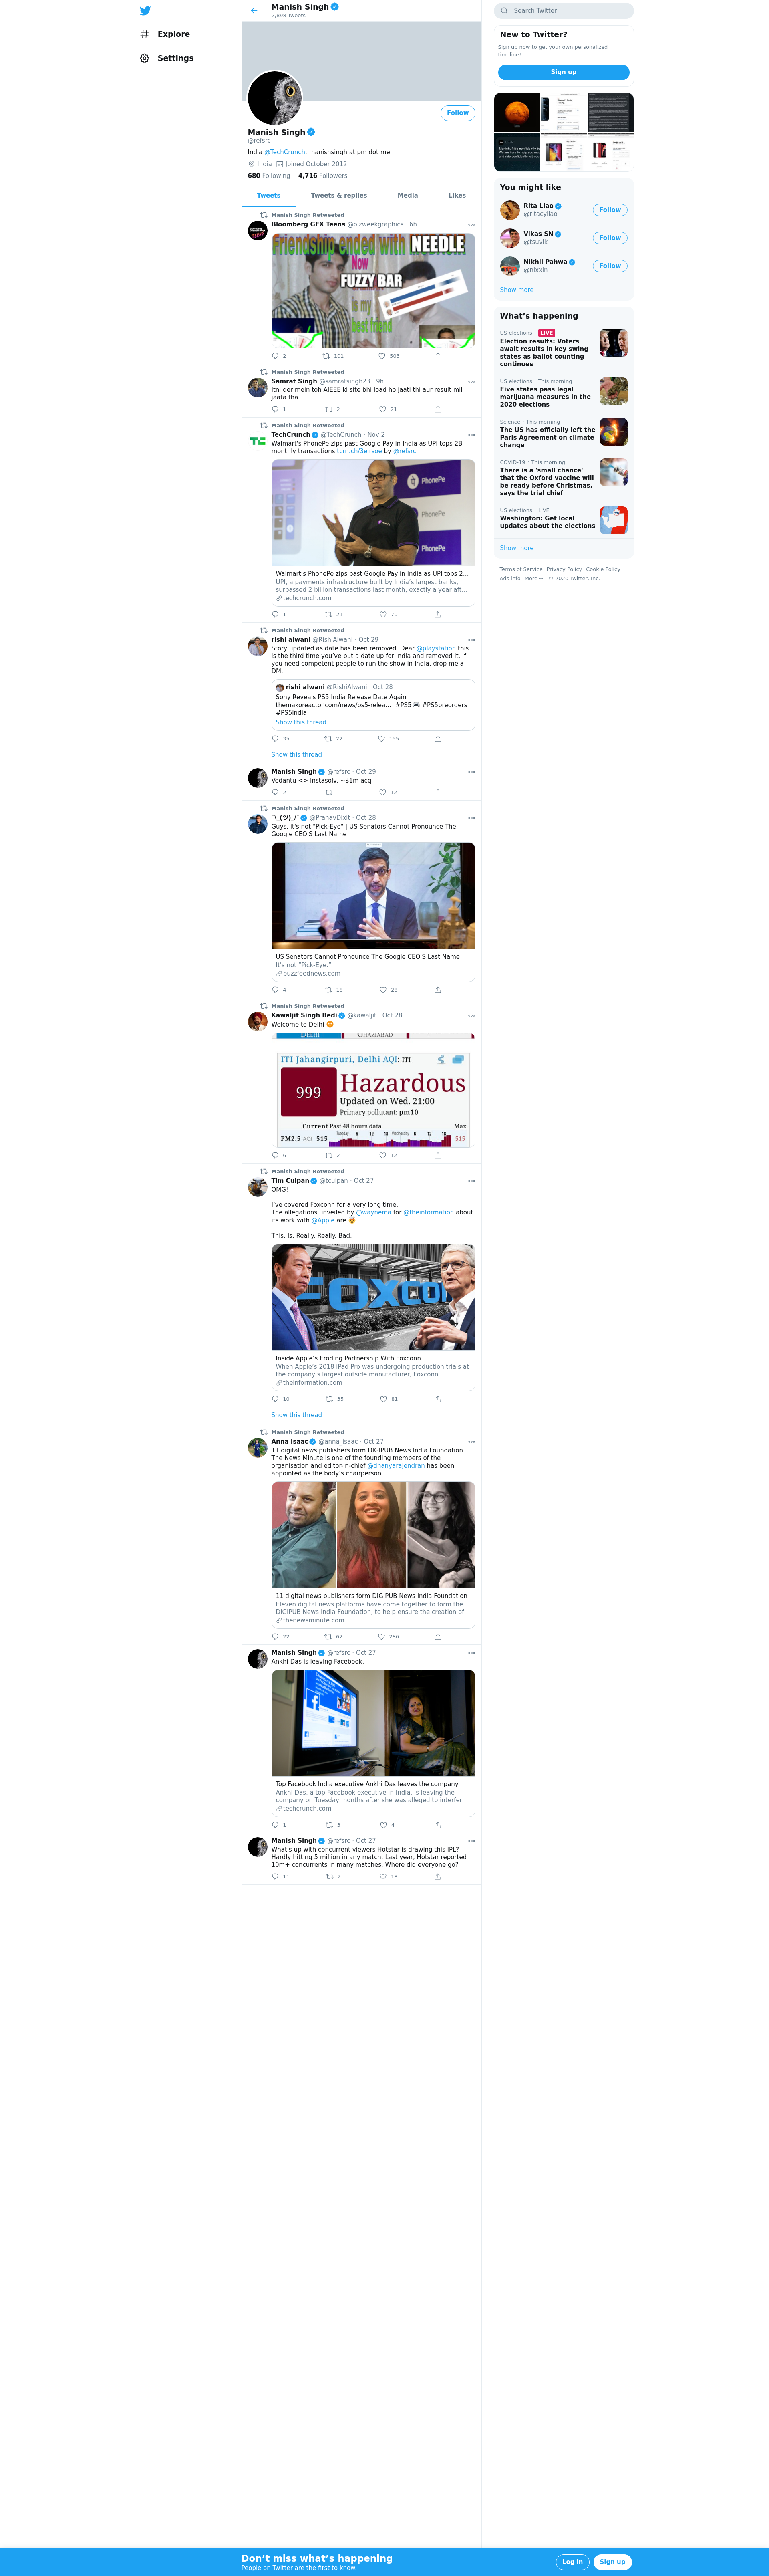 Explore
Settings
Manish Singh
2,898 Tweets
Follow
Manish Singh
@refsrc
India @TechCrunch. manishsingh at pm dot me
India Joined October 2012
680 Following 4,716 Followers
Tweets Tweets & replies Media Likes
Manish Singh Retweeted
Bloomberg GFX Teens @bizweekgraphics · 6h
Friendship ended with NEEDLE
Now
FUZZY BAR
is my
best friend
2 101 503
Manish Singh Retweeted
Samrat Singh @samratsingh23 · 9h
Itni der mein toh AIEEE ki site bhi load ho jaati thi aur result mil
jaata tha
1 2 21
Manish Singh Retweeted
TechCrunch @TechCrunch · Nov 2
Walmart's PhonePe zips past Google Pay in India as UPI tops 2B
monthly transactions tcrn.ch/3ejrsoe by @refsrc
PhonePe
PhonePe
Walmart's PhonePe zips past Google Pay in India as UPI tops 2...
UPI, a payments infrastructure built by India's largest banks,
surpassed 2 billion transactions last month, exactly a year aft...
techcrunch.com
1 21 70
Manish Singh Retweeted
rishi alwani @RishiAlwani · Oct 29
Story updated as date has been removed. Dear @playstation this
is the third time you've put a date up for India and removed it. If
you need competent people to run the show in India, drop me a
DM.
rishi alwani @RishiAlwani · Oct 28
Sony Reveals PS5 India Release Date Again
themakoreactor.com/news/ps5-relea… #PS5 🎮 #PS5preorders
#PS5India
Show this thread
35 22 155
Show this thread
Manish Singh @refsrc · Oct 29
Vedantu <> Instasolv. ~$1m acq
2 12
Manish Singh Retweeted
¯\_(ツ)_/¯ @PranavDixit · Oct 28
Guys, it's not "Pick-Eye" | US Senators Cannot Pronounce The
Google CEO'S Last Name
US Senators Cannot Pronounce The Google CEO'S Last Name
It's not "Pick-Eye."
buzzfeednews.com
4 18 28
Manish Singh Retweeted
Kawaljit Singh Bedi @kawaljit · Oct 28
Welcome to Delhi
DELHI GHAZIABAD
ITI Jahangirpuri, Delhi AQI: ITI
999
Hazardous
Updated on Wed. 21:00
Primary pollutant: pm10
Current Past 48 hours data Max
Tuesday 6 12 18 Wednesday 6 12 18
PM2.5 AQI 515 515
6 2 12
Manish Singh Retweeted
Tim Culpan @tculpan · Oct 27
OMG!
I've covered Foxconn for a very long time.
The allegations unveiled by @waynema for @theinformation about
its work with @Apple are 🤯
This. Is. Really. Really. Bad.
FOXCON
Inside Apple's Eroding Partnership With Foxconn
When Apple's 2018 iPad Pro was undergoing production trials at
the company's largest outside manufacturer, Foxconn ...
theinformation.com
10 35 81
Show this thread
Manish Singh Retweeted
Anna Isaac @anna_isaac · Oct 27
11 digital news publishers form DIGIPUB News India Foundation.
The News Minute is one of the founding members of the
organisation and editor-in-chief @dhanyarajendran has been
appointed as the body's chairperson.
11 digital news publishers form DIGIPUB News India Foundation
Eleven digital news platforms have come together to form the
DIGIPUB News India Foundation, to help ensure the creation of...
thenewsminute.com
22 62 286
Manish Singh @refsrc · Oct 27
Ankhi Das is leaving Facebook.
Top Facebook India executive Ankhi Das leaves the company
Ankhi Das, a top Facebook executive in India, is leaving the
company on Tuesday months after she was alleged to interfer...
techcrunch.com
1 3 4
Manish Singh @refsrc · Oct 27
What's up with concurrent viewers Hotstar is drawing this IPL?
Hardly hitting 5 million in any match. Last year, Hotstar reported
10m+ concurrents in many matches. Where did everyone go?
11 2 18
Search Twitter
New to Twitter?
Sign up now to get your own personalized
timeline!
Sign up
You might like
Rita Liao
@ritacyliao
Follow
Vikas SN
@tsuvik
Follow
Nikhil Pahwa
@nixxin
Follow
Show more
What's happening
US elections · LIVE
Election results: Voters
await results in key swing
states as ballot counting
continues
US elections · This morning
Five states pass legal
marijuana measures in the
2020 elections
Science · This morning
The US has officially left the
Paris Agreement on climate
change
COVID-19 · This morning
There is a 'small chance'
that the Oxford vaccine will
be ready before Christmas,
says the trial chief
US elections · LIVE
Washington: Get local
updates about the elections
Show more
Terms of Service Privacy Policy Cookie Policy
Ads info More ··· © 2020 Twitter, Inc.
Don't miss what's happening
People on Twitter are the first to know.
Log in Sign up